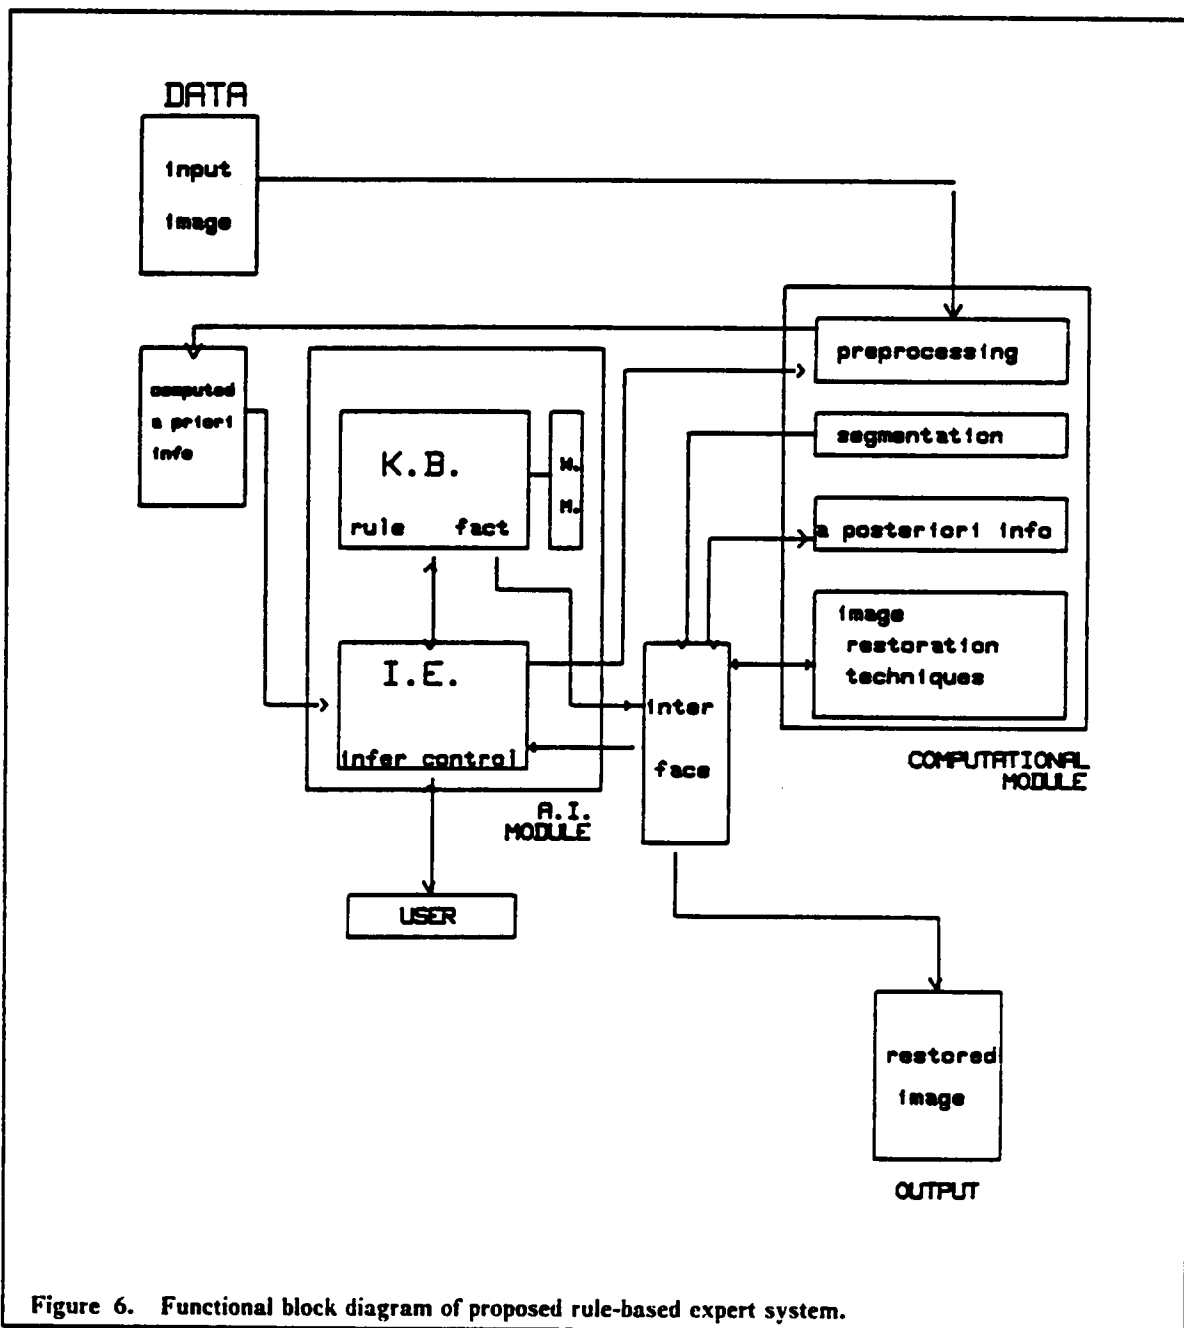 DATA
input
image
preprocessing
computed
a priori
info
segmentation
K.B.
W.
M.
rule fact
a posteriori info
image
restoration
techniques
I.E.
inter
infer control
face
COMPUTATIONAL
MODULE
A.I.
MODULE
USER
restored
image
OUTPUT
Figure 6. Functional block diagram of proposed rule-based expert system.